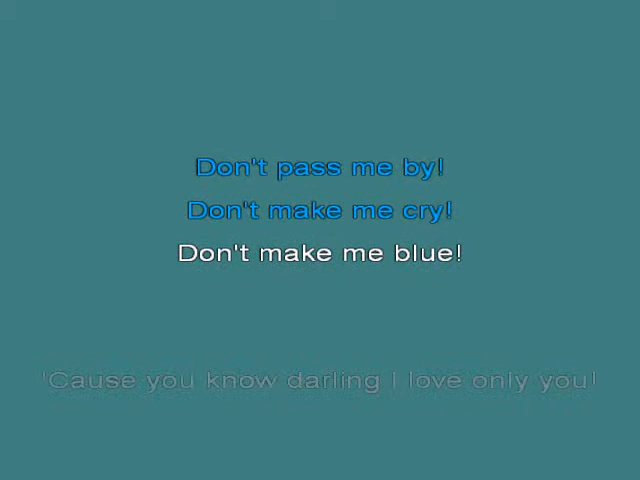 Don't pass me by!
Don't make me cry!
Don't make me blue!
'Cause you know darling I love only you!